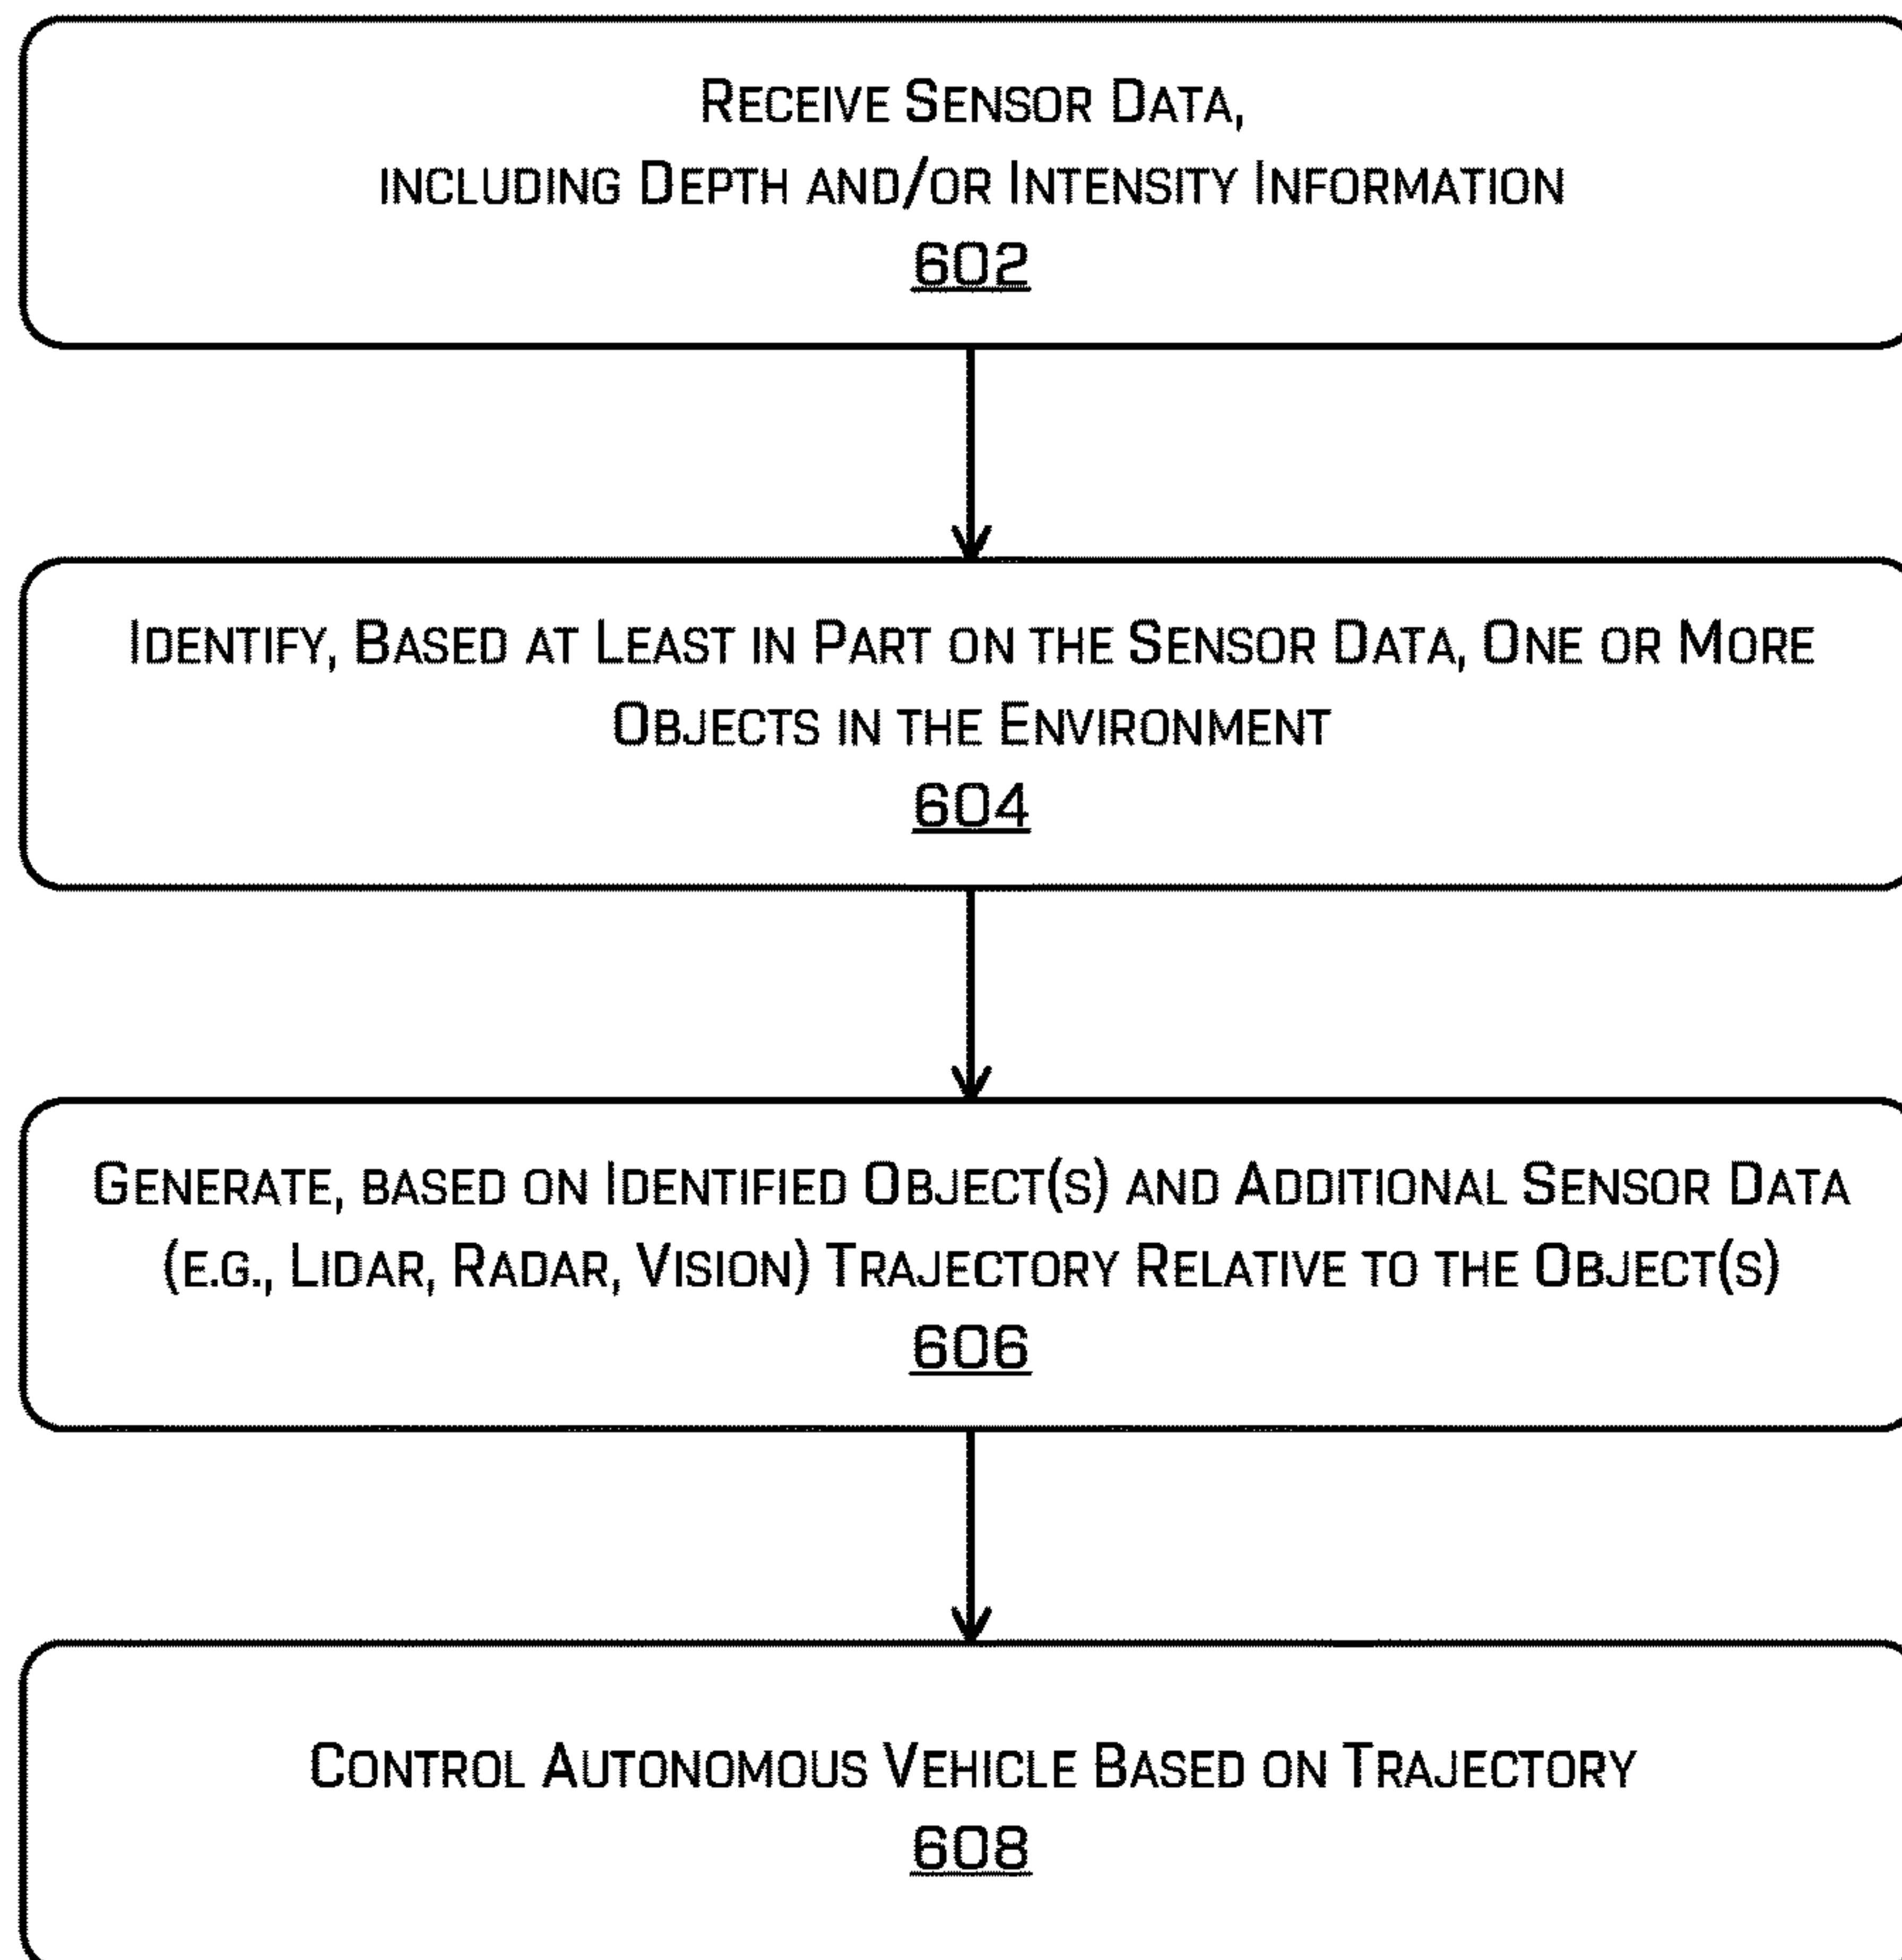 Receive Sensor Data,
including Depth and/or Intensity Information
602
Identify, Based at Least in Part on the Sensor Data, One or More
Objects in the Environment
604
Generate, based on Identified Object(s) and Additional Sensor Data
(e.g., Lidar, Radar, Vision) Trajectory Relative to the Object(s)
606
Control Autonomous Vehicle Based on Trajectory
608